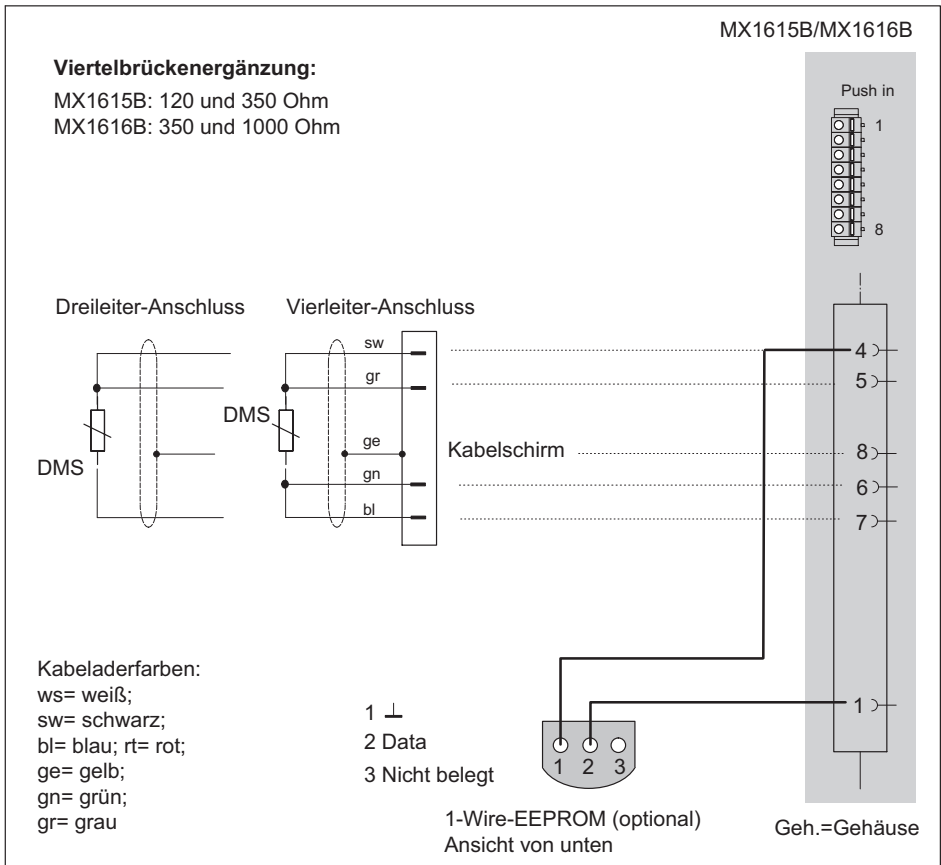 MX1615B/MX1616B
Viertelbrückenergänzung:
MX1615B: 120 und 350 Ohm
MX1616B: 350 und 1000 Ohm
Push in
1
8
Dreileiter-Anschluss
Vierleiter-Anschluss
sw
gr
ge
gn
bl
DMS
DMS
Kabelschirm
4
5
8
6
7
1
Kabeladerfarben:
ws= weiß;
sw= schwarz;
bl= blau; rt= rot;
ge= gelb;
gn= grün;
gr= grau
1 ⊥
2 Data
3 Nicht belegt
1 2 3
1-Wire-EEPROM (optional)
Ansicht von unten
Geh.=Gehäuse